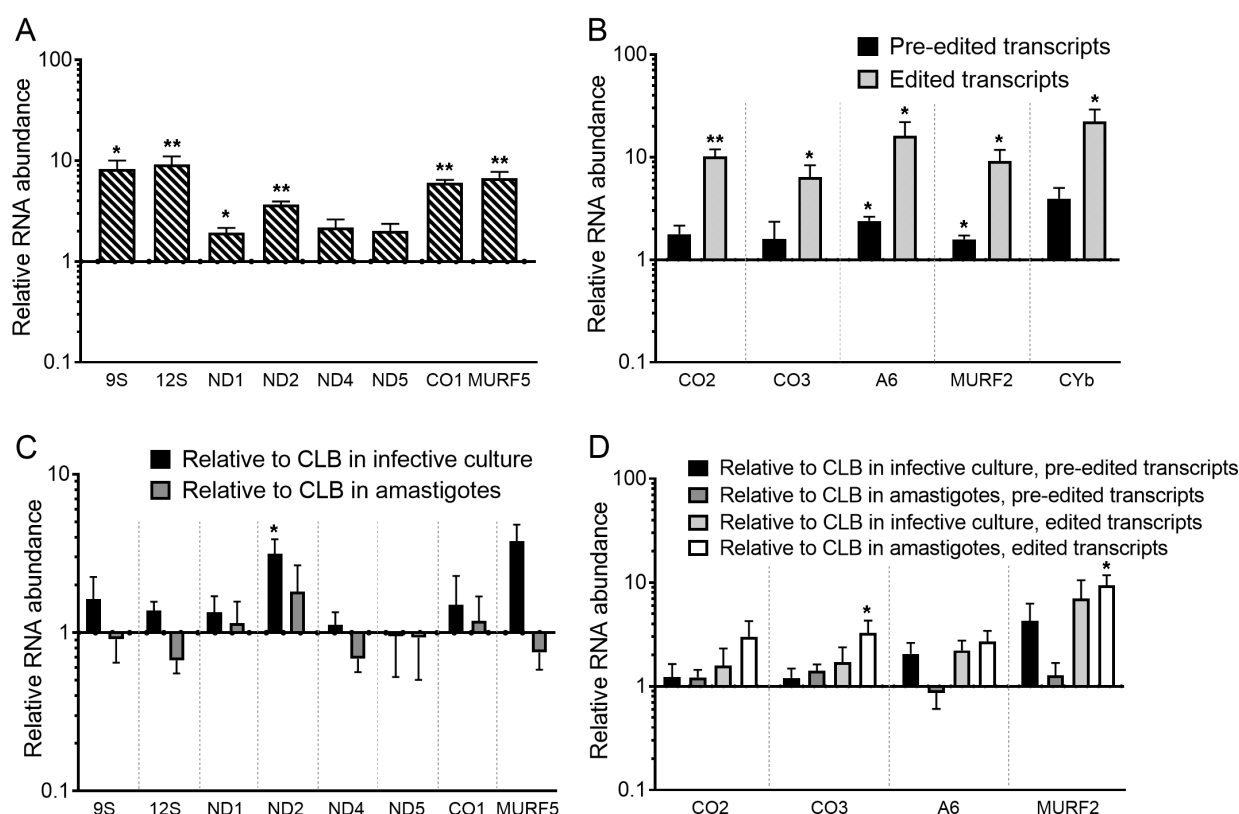 A
Relative RNA abundance
100
10
1
0.1
* ** * ** ** **
9S 12S ND1 ND2 ND4 ND5 CO1 MURF5
B
Pre-edited transcripts
Edited transcripts
Relative RNA abundance
100
10
1
0.1
** * * * * * *
CO2 CO3 A6 MURF2 CYb
C
Relative to CLB in infective culture
Relative to CLB in amastigotes
Relative RNA abundance
10
1
0.1
*
9S 12S ND1 ND2 ND4 ND5 CO1 MURF5
D
Relative to CLB in infective culture, pre-edited transcripts
Relative to CLB in amastigotes, pre-edited transcripts
Relative to CLB in infective culture, edited transcripts
Relative to CLB in amastigotes, edited transcripts
Relative RNA abundance
100
10
1
0.1
* *
CO2 CO3 A6 MURF2